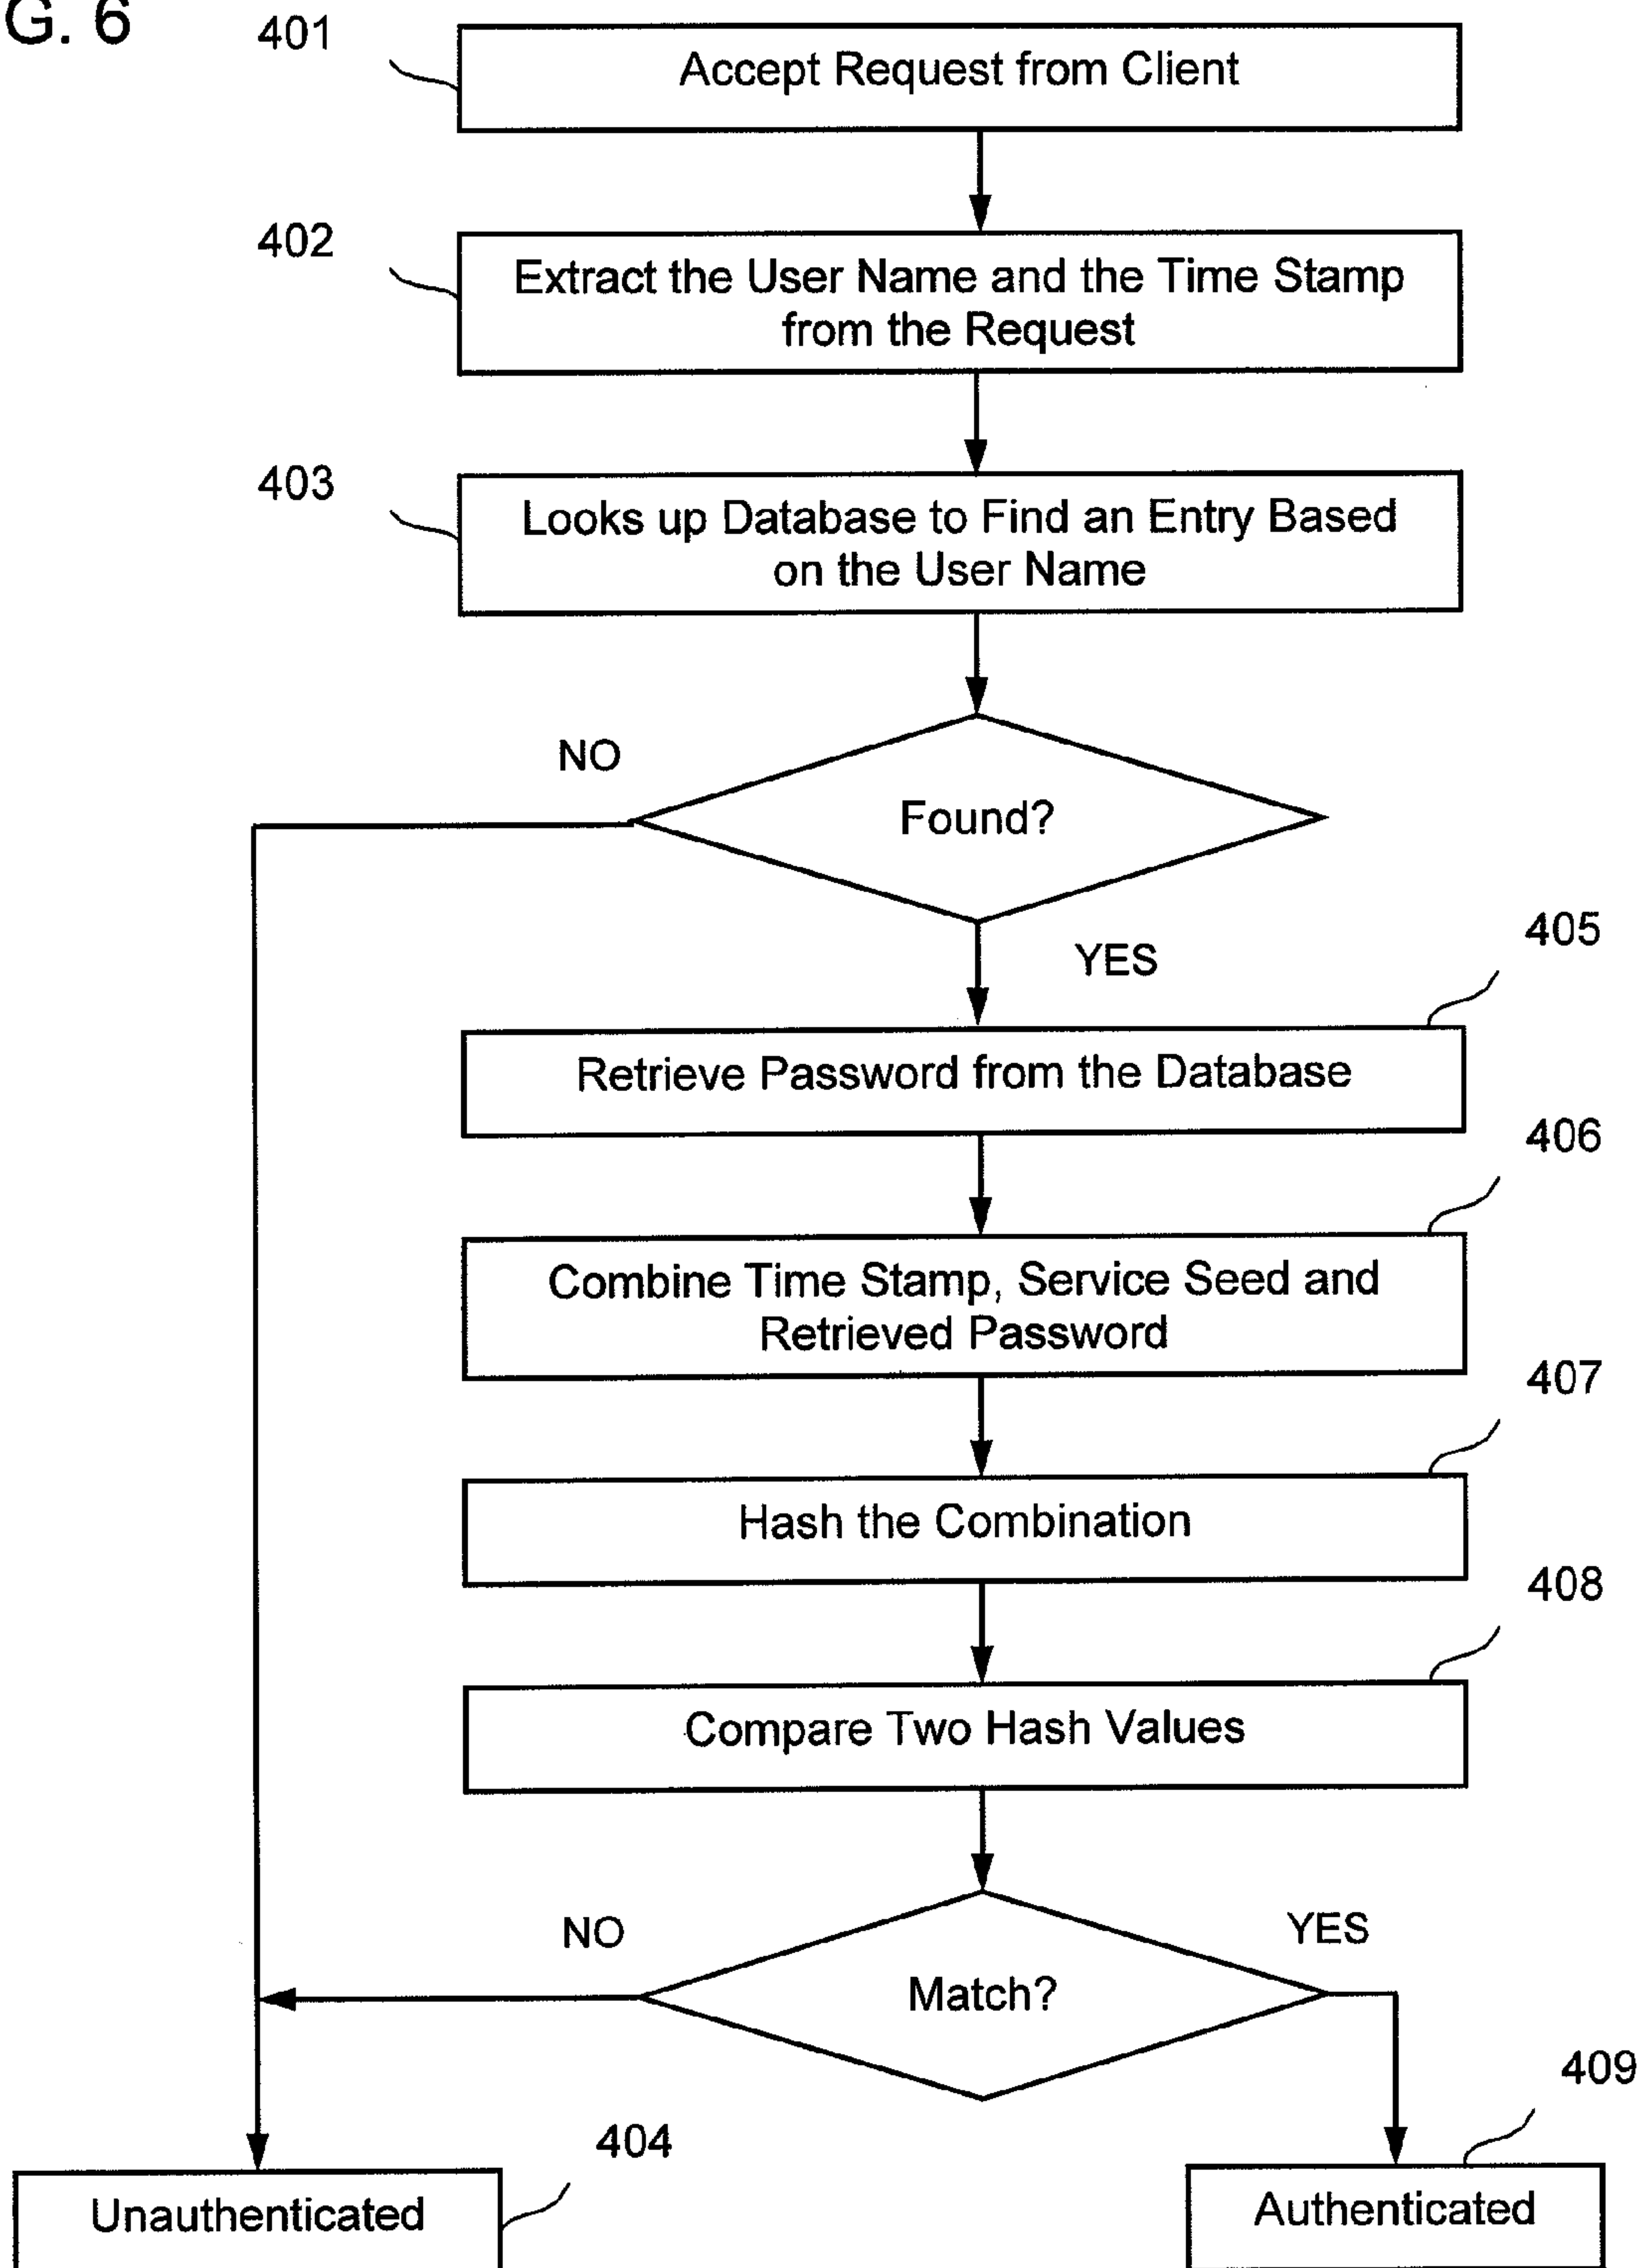 G. 6
401
Accept Request from Client
402
Extract the User Name and the Time Stamp
from the Request
403
Looks up Database to Find an Entry Based
on the User Name
NO
Found?
YES
405
Retrieve Password from the Database
406
Combine Time Stamp, Service Seed and
Retrieved Password
407
Hash the Combination
408
Compare Two Hash Values
NO
YES
Match?
409
404
Unauthenticated
Authenticated